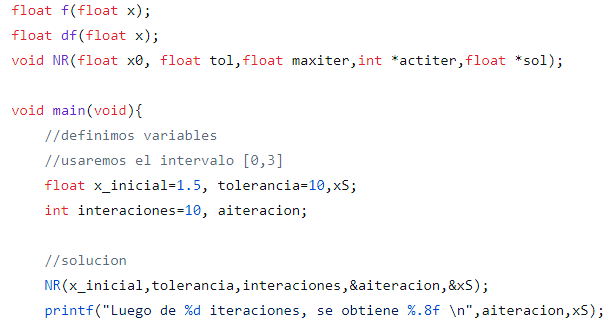 float f(float x);
float df(float x);
void NR(float x0, float tol,float maxiter,int *actiter,float *sol);
void main(void){
//definimos variables
//usaremos el intervalo [0,3]
float x_inicial=1.5, tolerancia=10,xS;
int interaciones=10, aiteracion;
//solucion
NR(x_inicial,tolerancia,interaciones,&aiteracion,&xS);
printf("Luego de %d iteraciones, se obtiene %.8f \n",aiteracion,xS);